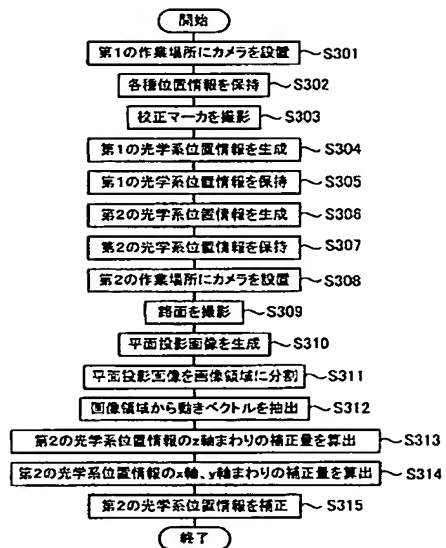 開始
第1の作業場所にカメラを設置 S301
各種位置情報を保持 S302
校正マーカを撮影 S303
第1の光学系位置情報を生成 S304
第1の光学系位置情報を保持 S305
第2の光学系位置情報を生成 S306
第2の光学系位置情報を保持 S307
第2の作業場所にカメラを設置 S308
路面を撮影 S309
平面投影画像を生成 S310
平面投影画像を画像領域に分割 S311
画像領域から動きベクトルを抽出 S312
第2の光学系位置情報のz軸まわりの補正量を算出 S313
第2の光学系位置情報のx軸、y軸まわりの補正量を算出 S314
第2の光学系位置情報を補正 S315
終了